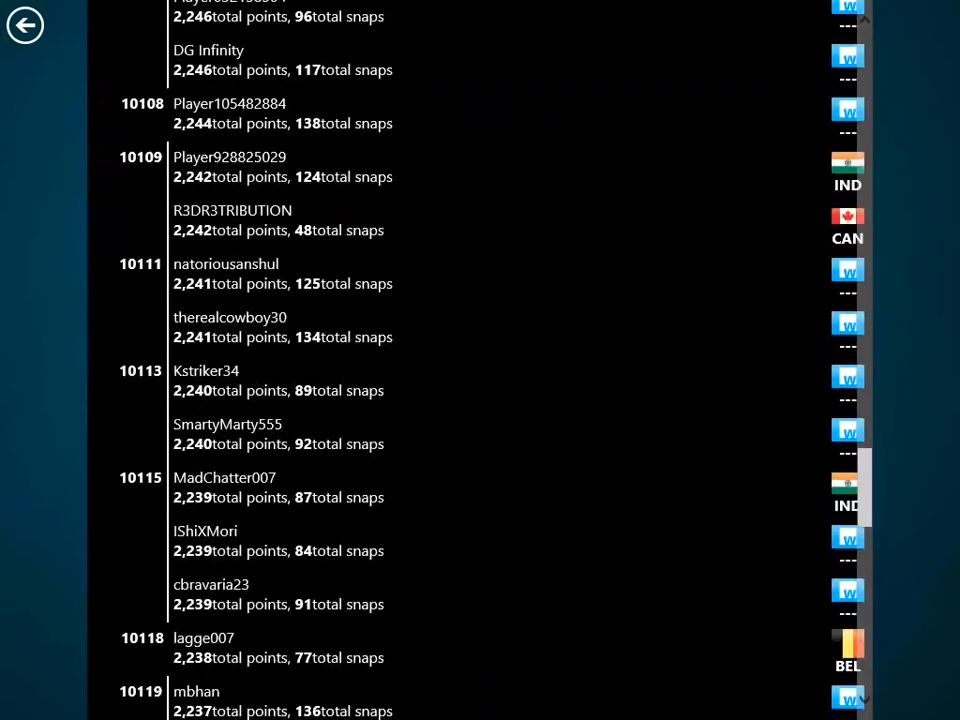 2,246total points, 96total snaps
---
DG Infinity
2,246total points, 117total snaps
---
10108 Player105482884
2,244total points, 138total snaps
---
10109 Player928825029
2,242total points, 124total snaps
IND
R3DR3TRIBUTION
2,242total points, 48total snaps
CAN
10111 natoriousanshul
2,241total points, 125total snaps
---
therealcowboy30
2,241total points, 134total snaps
---
10113 Kstriker34
2,240total points, 89total snaps
---
SmartyMarty555
2,240total points, 92total snaps
---
10115 MadChatter007
2,239total points, 87total snaps
IND
IShiXMori
2,239total points, 84total snaps
---
cbravaria23
2,239total points, 91total snaps
---
10118 lagge007
2,238total points, 77total snaps
BEL
10119 mbhan
2,237total points, 136total snaps